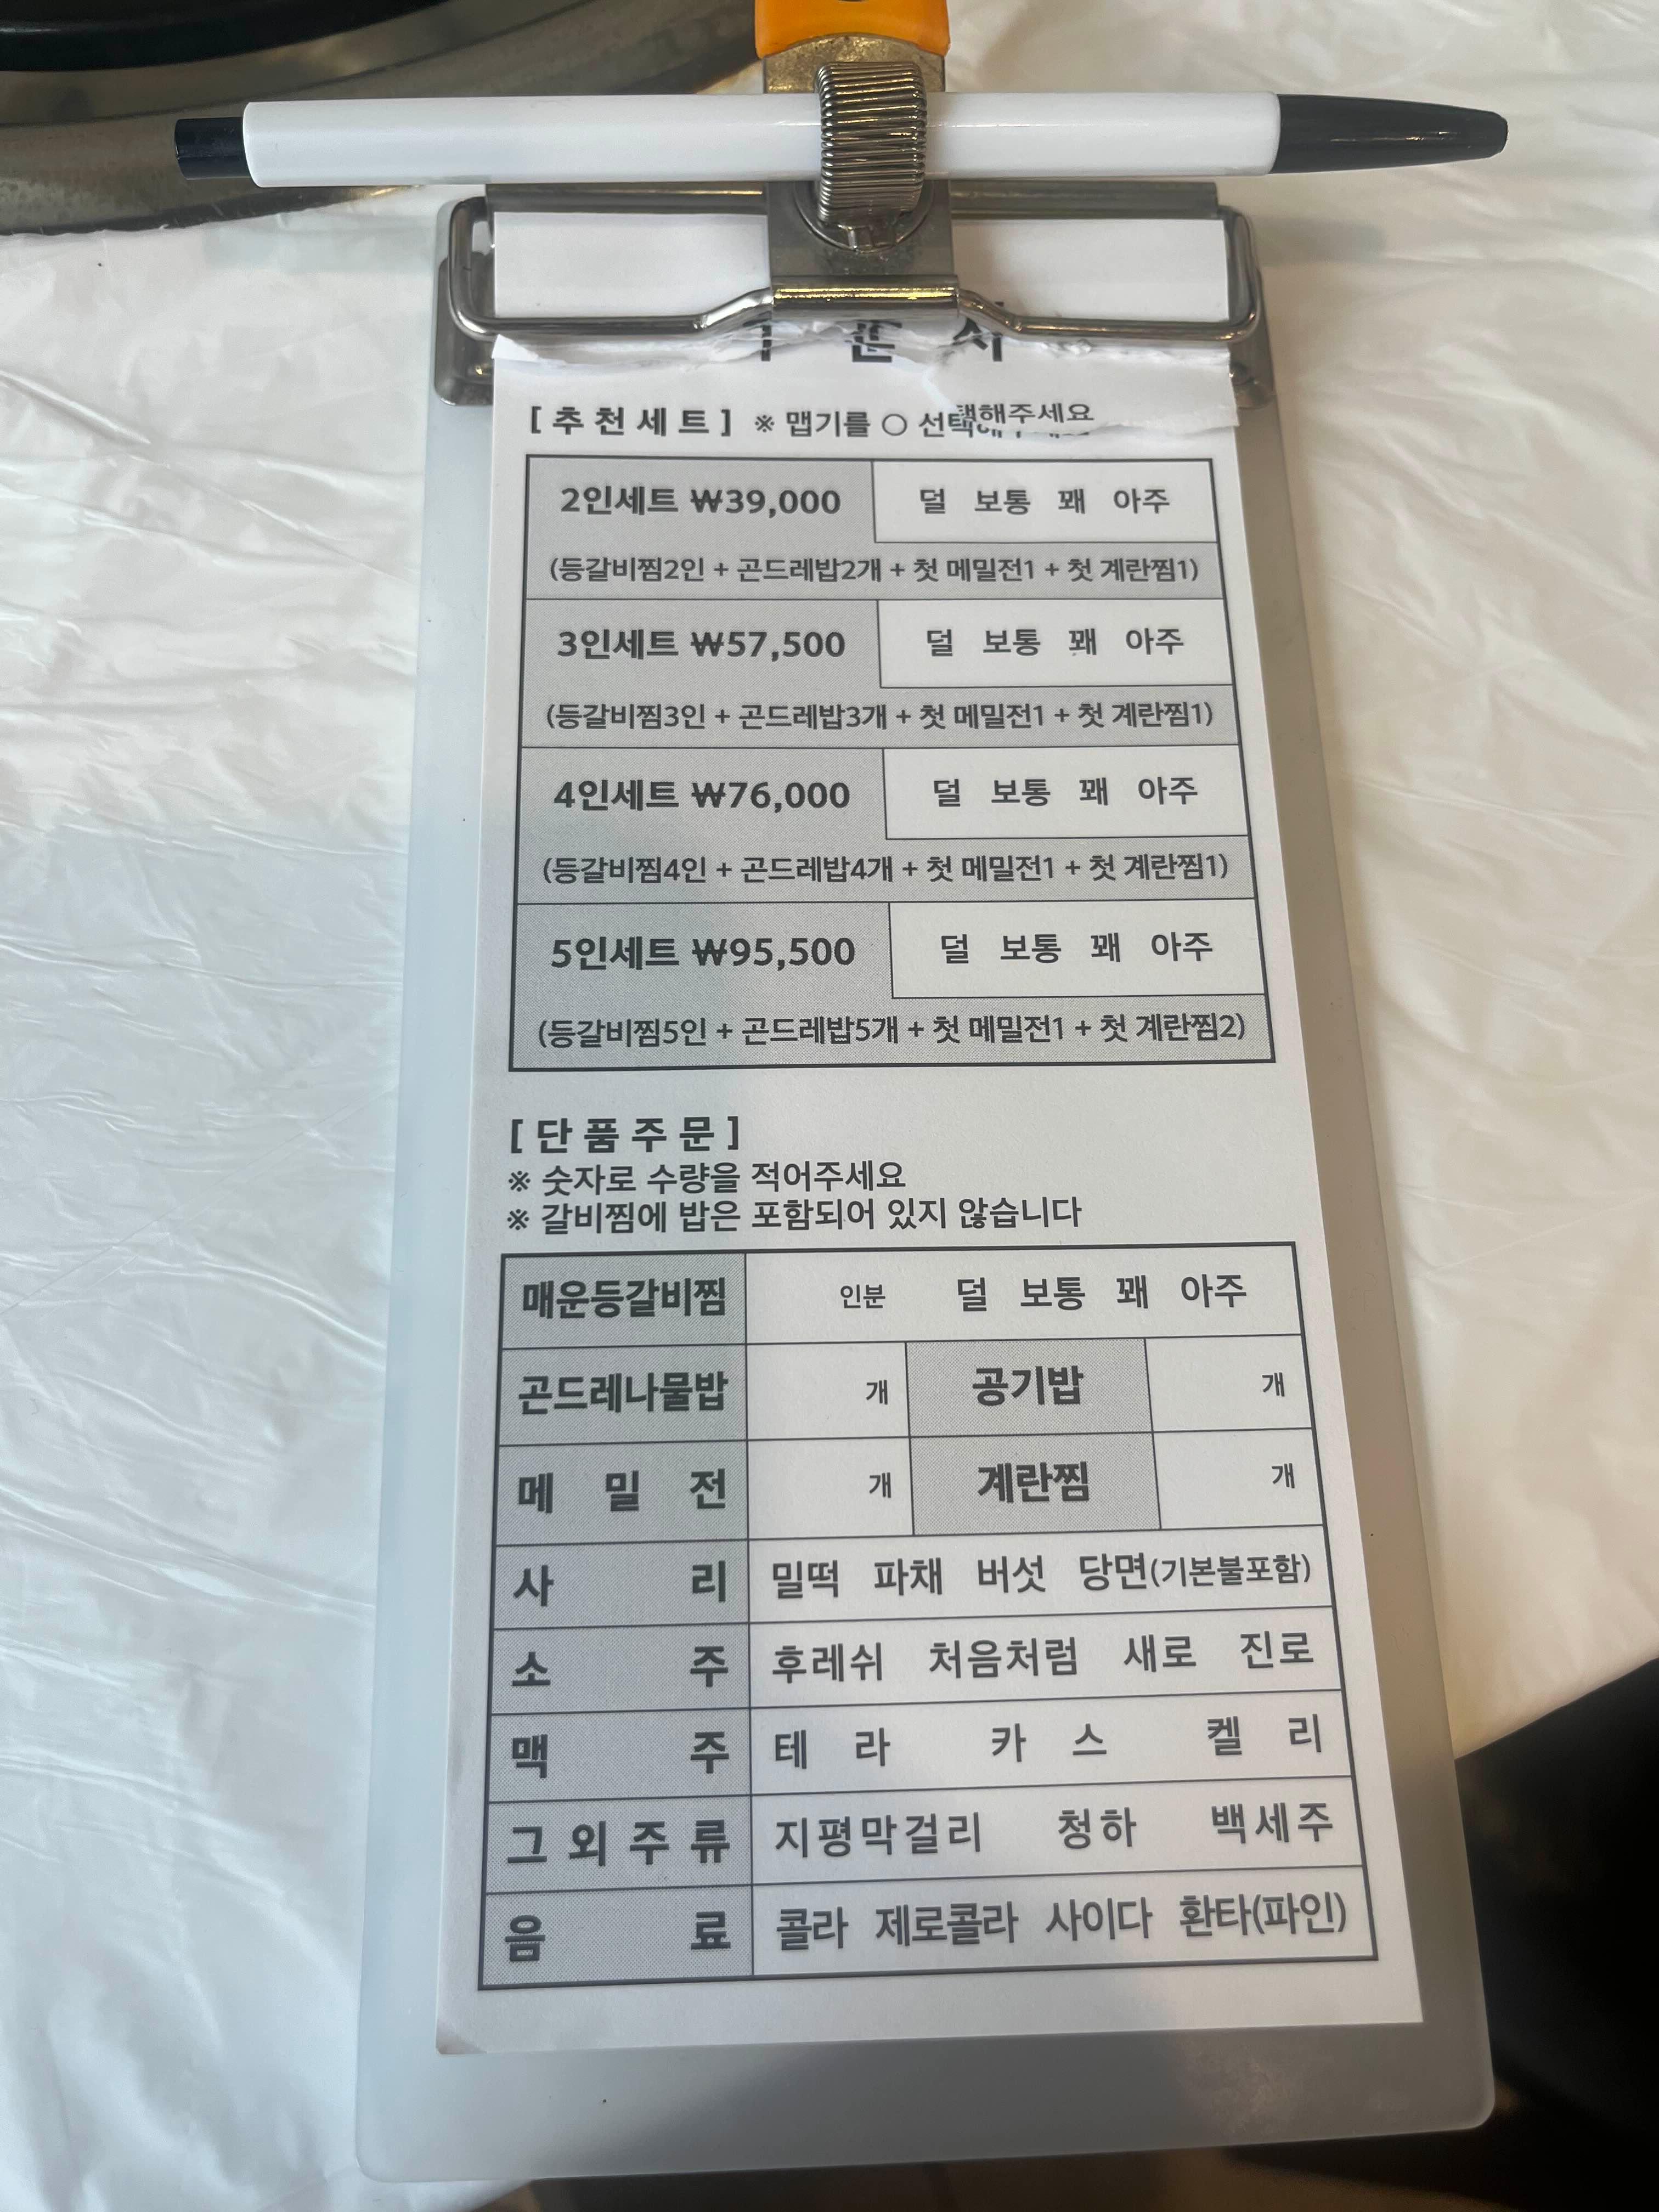 [추천세트] ※ 맵기를 ○ 선택해주세요
택해주세요
2인세트 ₩39,000 덜 보통 꽤 아주
(등갈비찜2인 + 곤드레밥2개 + 첫 메밀전1 + 첫 계란찜1)
3인세트 ₩57,500 덜 보통 꽤 아주
(등갈비찜3인 + 곤드레밥3개 + 첫 메밀전1 + 첫 계란찜1)
4인세트 ₩76,000 덜 보통 꽤 아주
(등갈비찜4인 + 곤드레밥4개 + 첫 메밀전1 + 첫 계란찜1)
5인세트 ₩95,500 덜 보통 꽤 아주
(등갈비찜5인 + 곤드레밥5개 + 첫 메밀전1 + 첫 계란찜2)
[단품주문]
※ 숫자로 수량을 적어주세요
※ 갈비찜에 밥은 포함되어 있지 않습니다
매운등갈비찜 인분 덜 보통 꽤 아주
곤드레나물밥 개 공기밥 개
메밀전 개 계란찜 개
사리 밀떡 파채 버섯 당면(기본불포함)
소주 후레쉬 처음처럼 새로 진로
맥주 테라 카스 켈리
그외주류 지평막걸리 청하 백세주
음료 콜라 제로콜라 사이다 환타(파인)